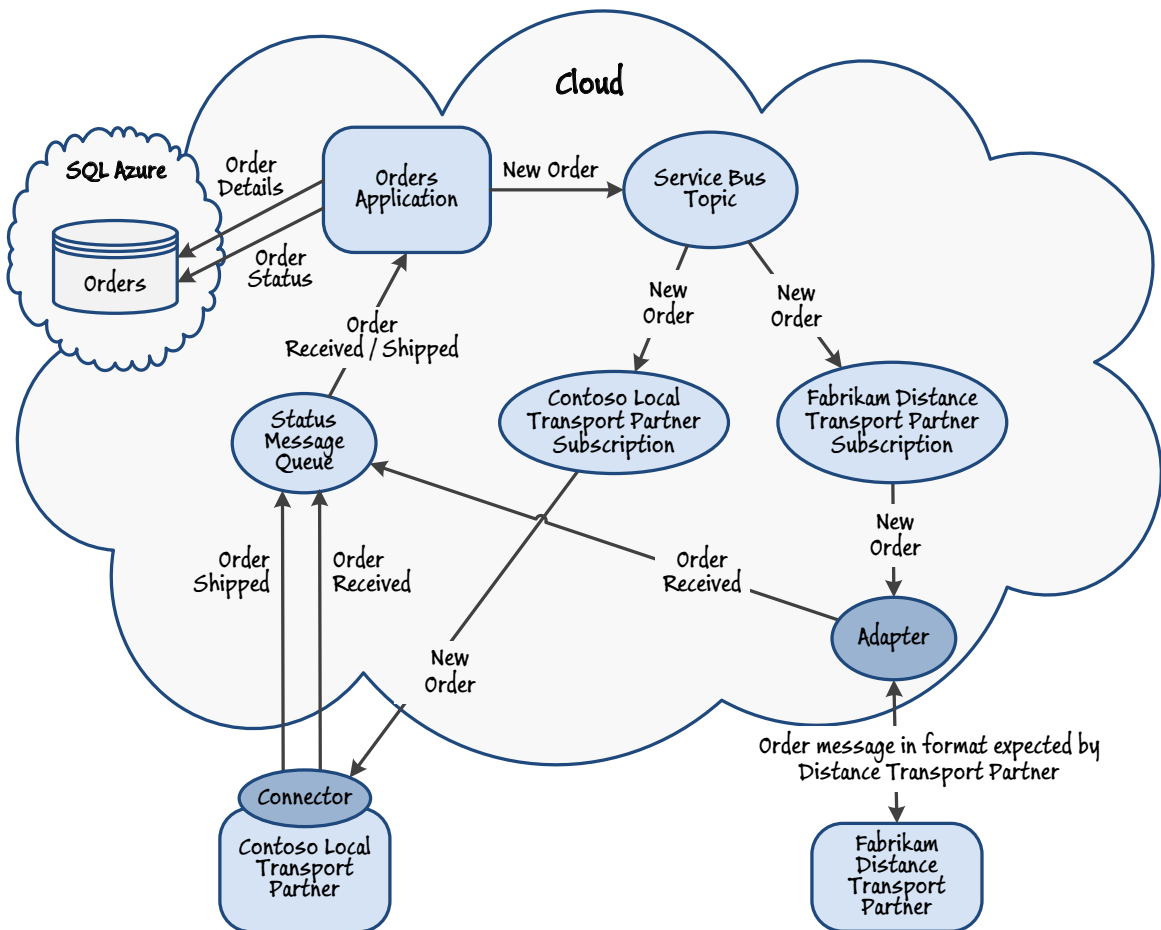 Cloud
SQL Azure
Orders
Order
Details
Order
Status
Orders
Application
New Order
Service Bus
Topic
New
Order
New
Order
Order
Received / Shipped
Status
Message
Queue
Contoso Local
Transport Partner
Subscription
Fabrikam Distance
Transport Partner
Subscription
New
Order
Order
Shipped
Order
Received
Order
Received
Adapter
New
Order
Order message in format expected by
Distance Transport Partner
Connector
Contoso Local
Transport
Partner
Fabrikam
Distance
Transport
Partner